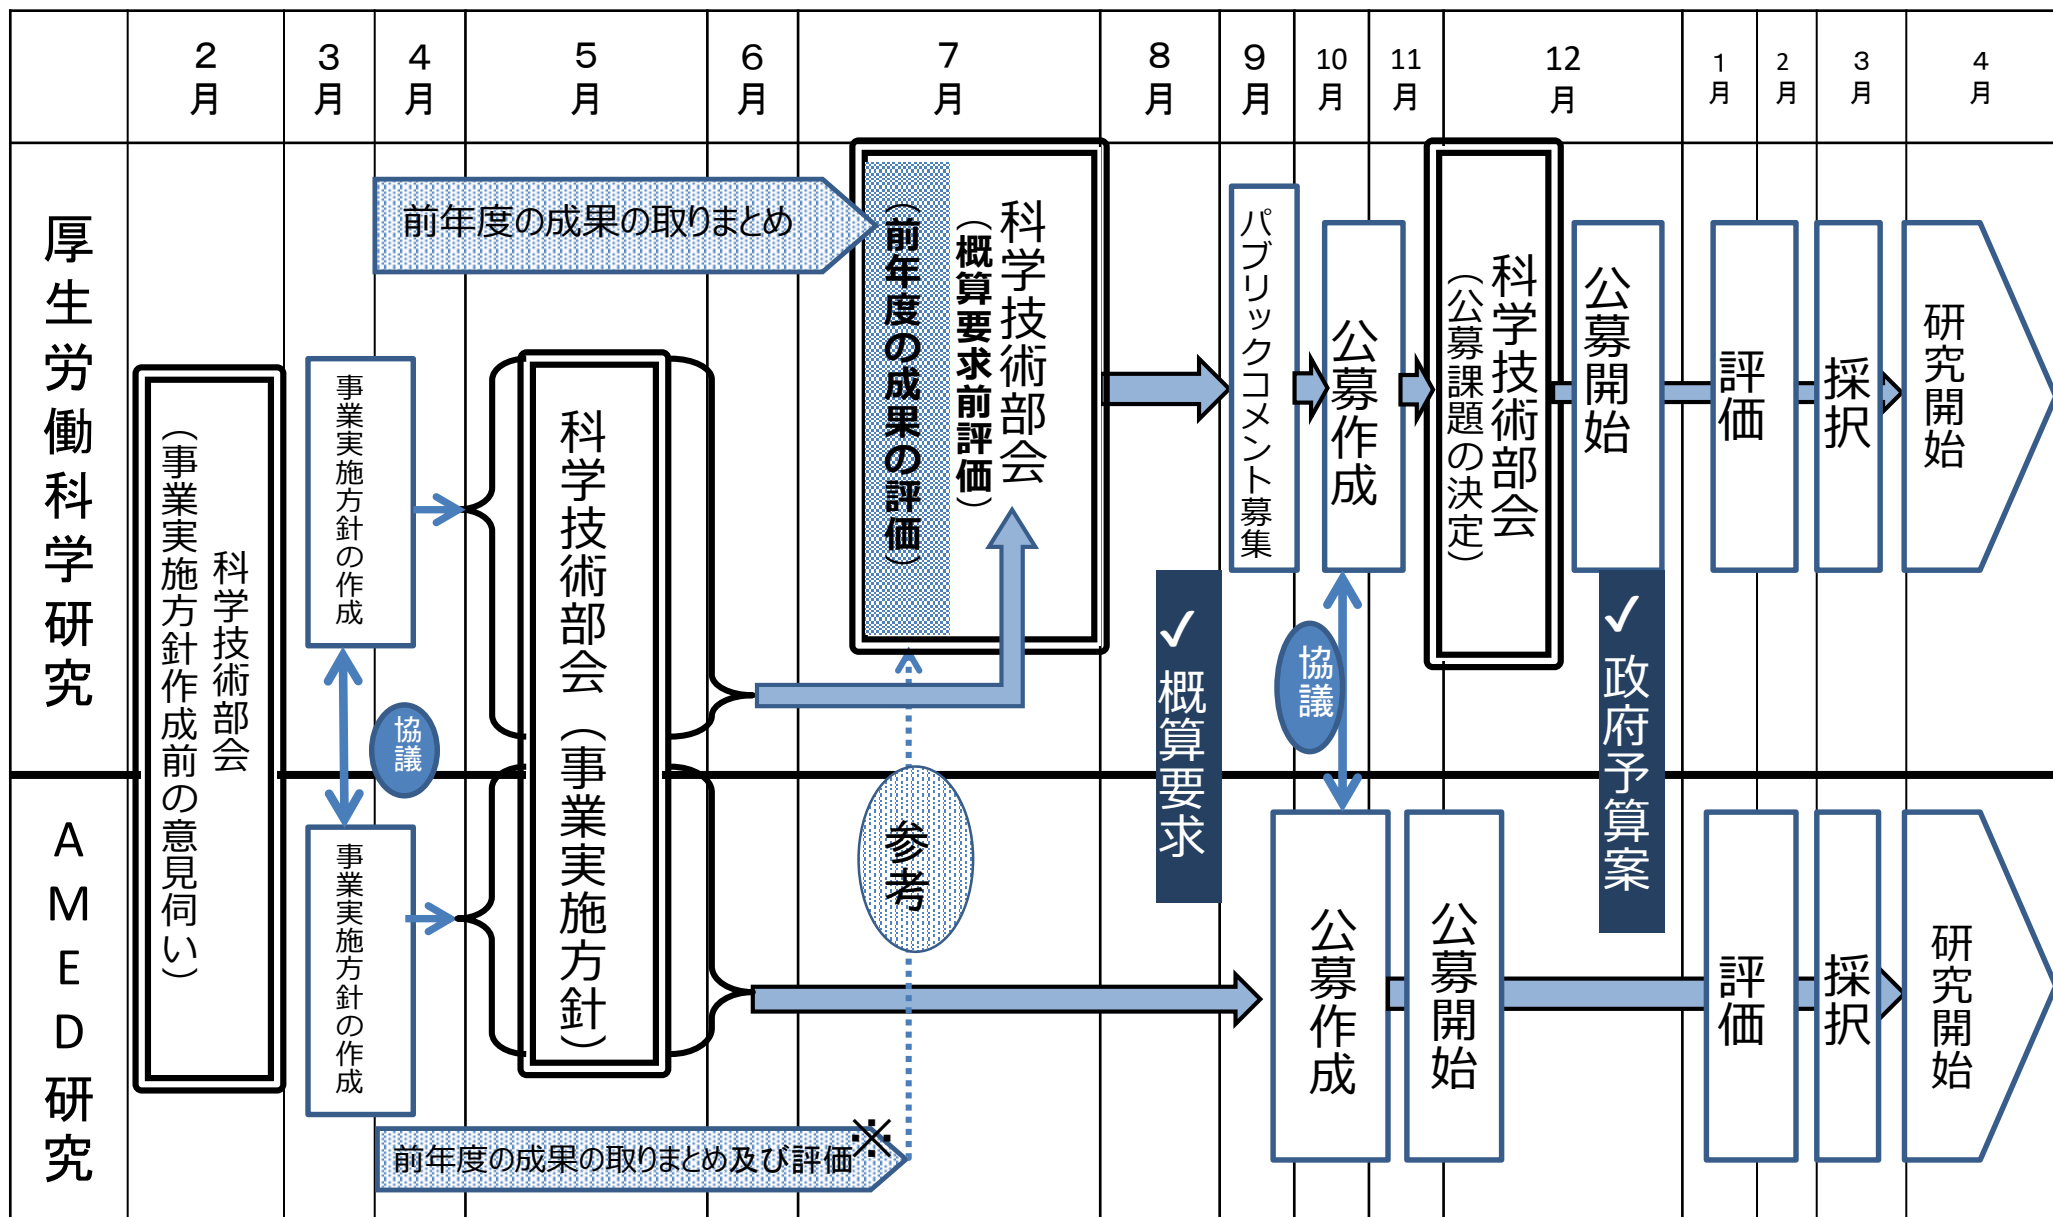 2月
3月
4月
5月
6月
7月
8月
9月
10月
11月
12月
1月
2月
3月
4月
厚生労働科学研究
科学技術部会
（事業実施方針作成前の意見伺い）
事業実施方針の作成
協議
科学技術部会（事業実施方針）
前年度の成果の取りまとめ
科学技術部会
（概算要求前評価）
（前年度の成果の評価）
✓概算要求
パブリックコメント募集
公募作成
協議
科学技術部会
（公募課題の決定）
公募開始
✓政府予算案
評価
採択
研究開始
AMED研究
事業実施方針の作成
前年度の成果の取りまとめ及び評価※
参考
公募作成
公募開始
評価
採択
研究開始